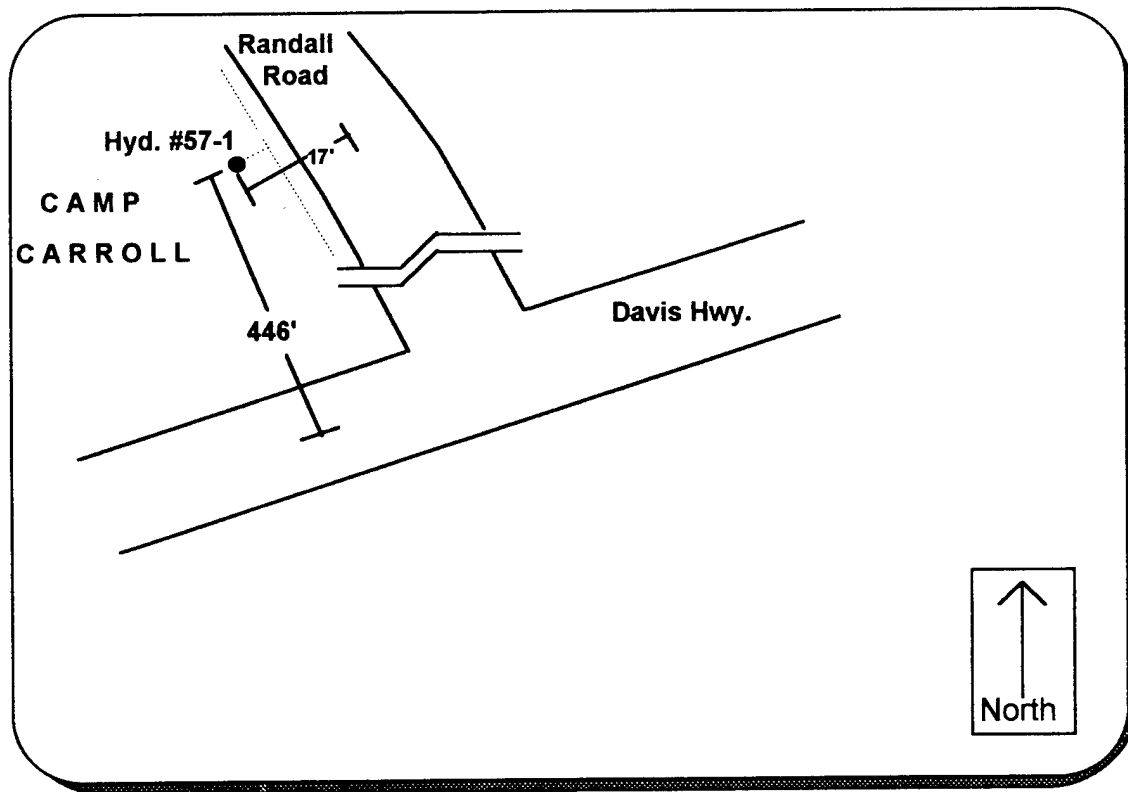 Randall
Road
Hyd. #57-1
17'
CAMP
CARROLL
446'
Davis Hwy.
North